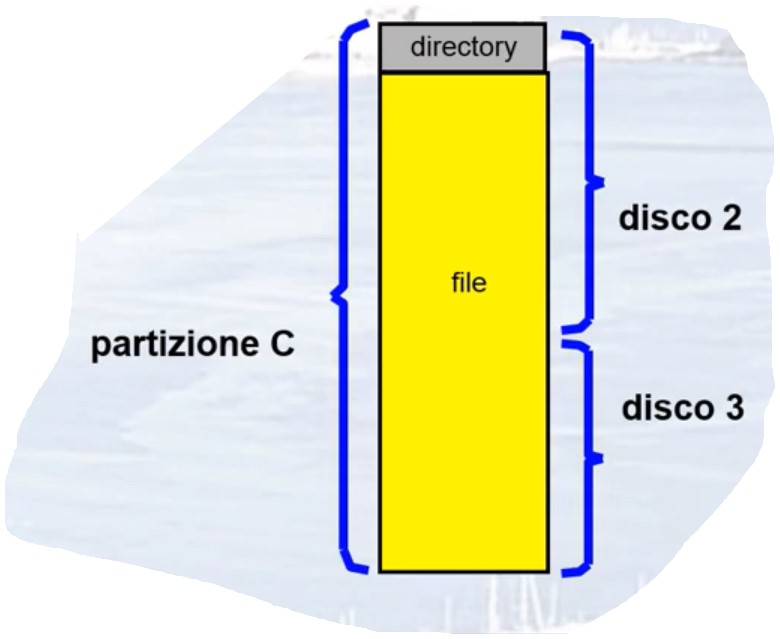 directory
disco 2
file
partizione C
disco 3